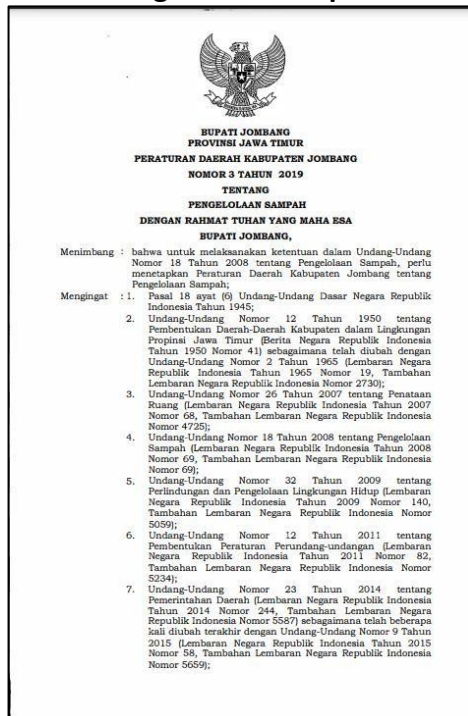 BUPATI JOMBANG
PROVINSI JAWA TIMUR
PERATURAN DAERAH KABUPATEN JOMBANG
NOMOR 3 TAHUN 2019
TENTANG
PENGELOLAAN SAMPAH
DENGAN RAHMAT TUHAN YANG MAHA ESA
BUPATI JOMBANG,
Menimbang : bahwa untuk melaksanakan ketentuan dalam Undang-Undang
Nomor 18 Tahun 2008 tentang Pengelolaan Sampah, perlu
menetapkan Peraturan Daerah Kabupaten Jombang tentang
Pengelolaan Sampah;
Mengingat : 1. Pasal 18 ayat (6) Undang-Undang Dasar Negara Republik
Indonesia Tahun 1945;
2. Undang-Undang Nomor 12 Tahun 1950 tentang
Pembentukan Daerah-Daerah Kabupaten dalam Lingkungan
Propinsi Jawa Timur (Berita Negara Republik Indonesia
Tahun 1950 Nomor 41) sebagaimana telah diubah dengan
Undang-Undang Nomor 2 Tahun 1965 (Lembaran Negara
Republik Indonesia Tahun 1965 Nomor 19, Tambahan
Lembaran Negara Republik Indonesia Nomor 2730);
3. Undang-Undang Nomor 26 Tahun 2007 tentang Penataan
Ruang (Lembaran Negara Republik Indonesia Tahun 2007
Nomor 68, Tambahan Lembaran Negara Republik Indonesia
Nomor 4725);
4. Undang-Undang Nomor 18 Tahun 2008 tentang Pengelolaan
Sampah (Lembaran Negara Republik Indonesia Tahun 2008
Nomor 69, Tambahan Lembaran Negara Republik Indonesia
Nomor 69);
5. Undang-Undang Nomor 32 Tahun 2009 tentang
Perlindungan dan Pengelolaan Lingkungan Hidup (Lembaran
Negara Republik Indonesia Tahun 2009 Nomor 140,
Tambahan Lembaran Negara Republik Indonesia Nomor
5059);
6. Undang-Undang Nomor 12 Tahun 2011 tentang
Pembentukan Peraturan Perundang-undangan (Lembaran
Negara Republik Indonesia Tahun 2011 Nomor 82,
Tambahan Lembaran Negara Republik Indonesia Nomor
5234);
7. Undang-Undang Nomor 23 Tahun 2014 tentang
Pemerintahan Daerah (Lembaran Negara Republik Indonesia
Tahun 2014 Nomor 244, Tambahan Lembaran Negara
Republik Indonesia Nomor 5587) sebagaimana telah beberapa
kali diubah terakhir dengan Undang-Undang Nomor 9 Tahun
2015 (Lembaran Negara Republik Indonesia Tahun 2015
Nomor 58, Tambahan Lembaran Negara Republik Indonesia
Nomor 5659);